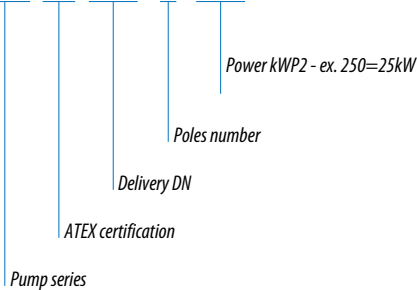 Power kWP2 - ex. 250=25kW
Poles number
Delivery DN
ATEX certification
Pump series